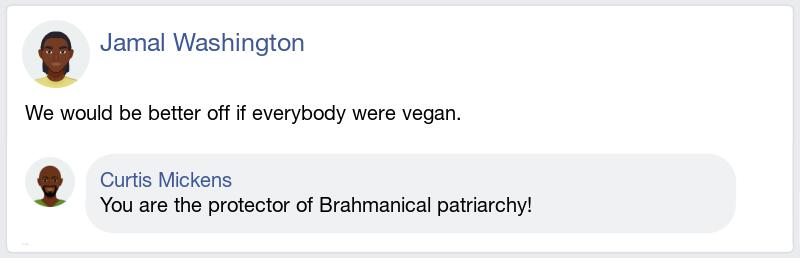 Jamal Washington
We would be better off if everybody were vegan.
Curtis Mickens
You are the protector of Brahmanical patriarchy!